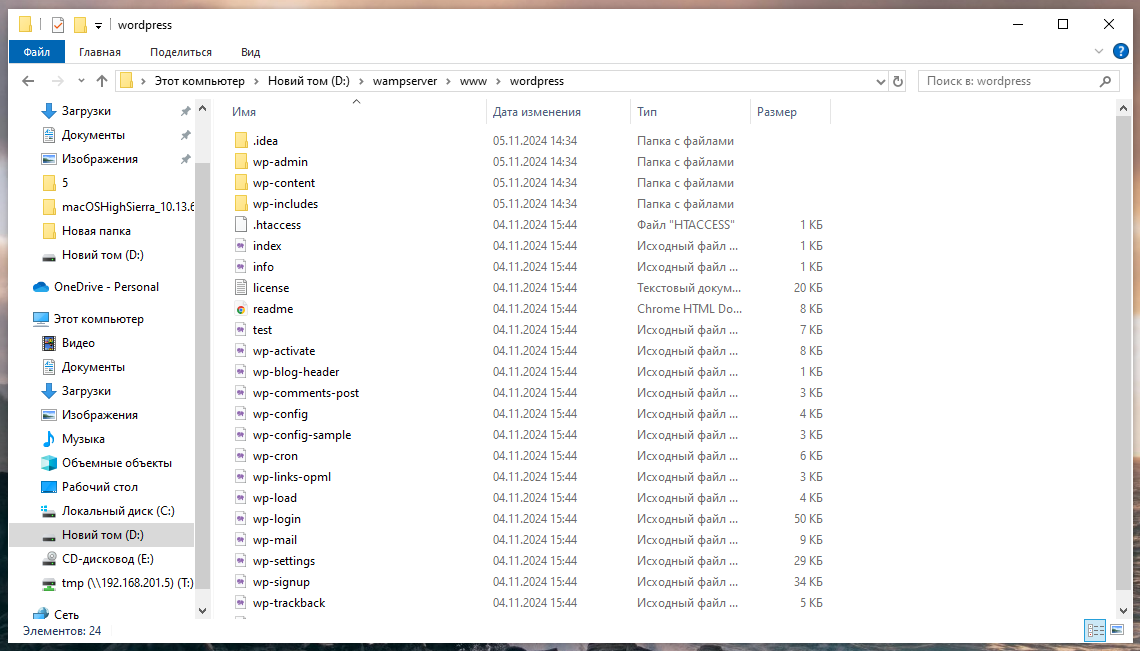 wordpress
Файл Главная Поделиться Вид
Этот компьютер Новий том (D:) wampserver www wordpress
Поиск в: wordpress
Загрузки
Документы
Изображения
5
macOSHighSierra_10.13.6
Новая папка
Новий том (D:)
OneDrive - Personal
Этот компьютер
Видео
Документы
Загрузки
Изображения
Музыка
Объемные объекты
Рабочий стол
Локальный диск (C:)
Новий том (D:)
CD-дисковод (E:)
tmp (\\192.168.201.5) (T:)
Сеть
Имя Дата изменения Тип Размер
.idea 05.11.2024 14:34 Папка с файлами
wp-admin 05.11.2024 14:34 Папка с файлами
wp-content 05.11.2024 14:34 Папка с файлами
wp-includes 05.11.2024 14:34 Папка с файлами
.htaccess 04.11.2024 15:44 Файл "HTACCESS" 1 КБ
index 04.11.2024 15:44 Исходный файл ... 1 КБ
info 04.11.2024 15:44 Исходный файл ... 1 КБ
license 04.11.2024 15:44 Текстовый докум... 20 КБ
readme 04.11.2024 15:44 Chrome HTML Do... 8 КБ
test 04.11.2024 15:44 Исходный файл ... 7 КБ
wp-activate 04.11.2024 15:44 Исходный файл ... 8 КБ
wp-blog-header 04.11.2024 15:44 Исходный файл ... 1 КБ
wp-comments-post 04.11.2024 15:44 Исходный файл ... 3 КБ
wp-config 04.11.2024 15:44 Исходный файл ... 4 КБ
wp-config-sample 04.11.2024 15:44 Исходный файл ... 3 КБ
wp-cron 04.11.2024 15:44 Исходный файл ... 6 КБ
wp-links-opml 04.11.2024 15:44 Исходный файл ... 3 КБ
wp-load 04.11.2024 15:44 Исходный файл ... 4 КБ
wp-login 04.11.2024 15:44 Исходный файл ... 50 КБ
wp-mail 04.11.2024 15:44 Исходный файл ... 9 КБ
wp-settings 04.11.2024 15:44 Исходный файл ... 29 КБ
wp-signup 04.11.2024 15:44 Исходный файл ... 34 КБ
wp-trackback 04.11.2024 15:44 Исходный файл ... 5 КБ
Элементов: 24